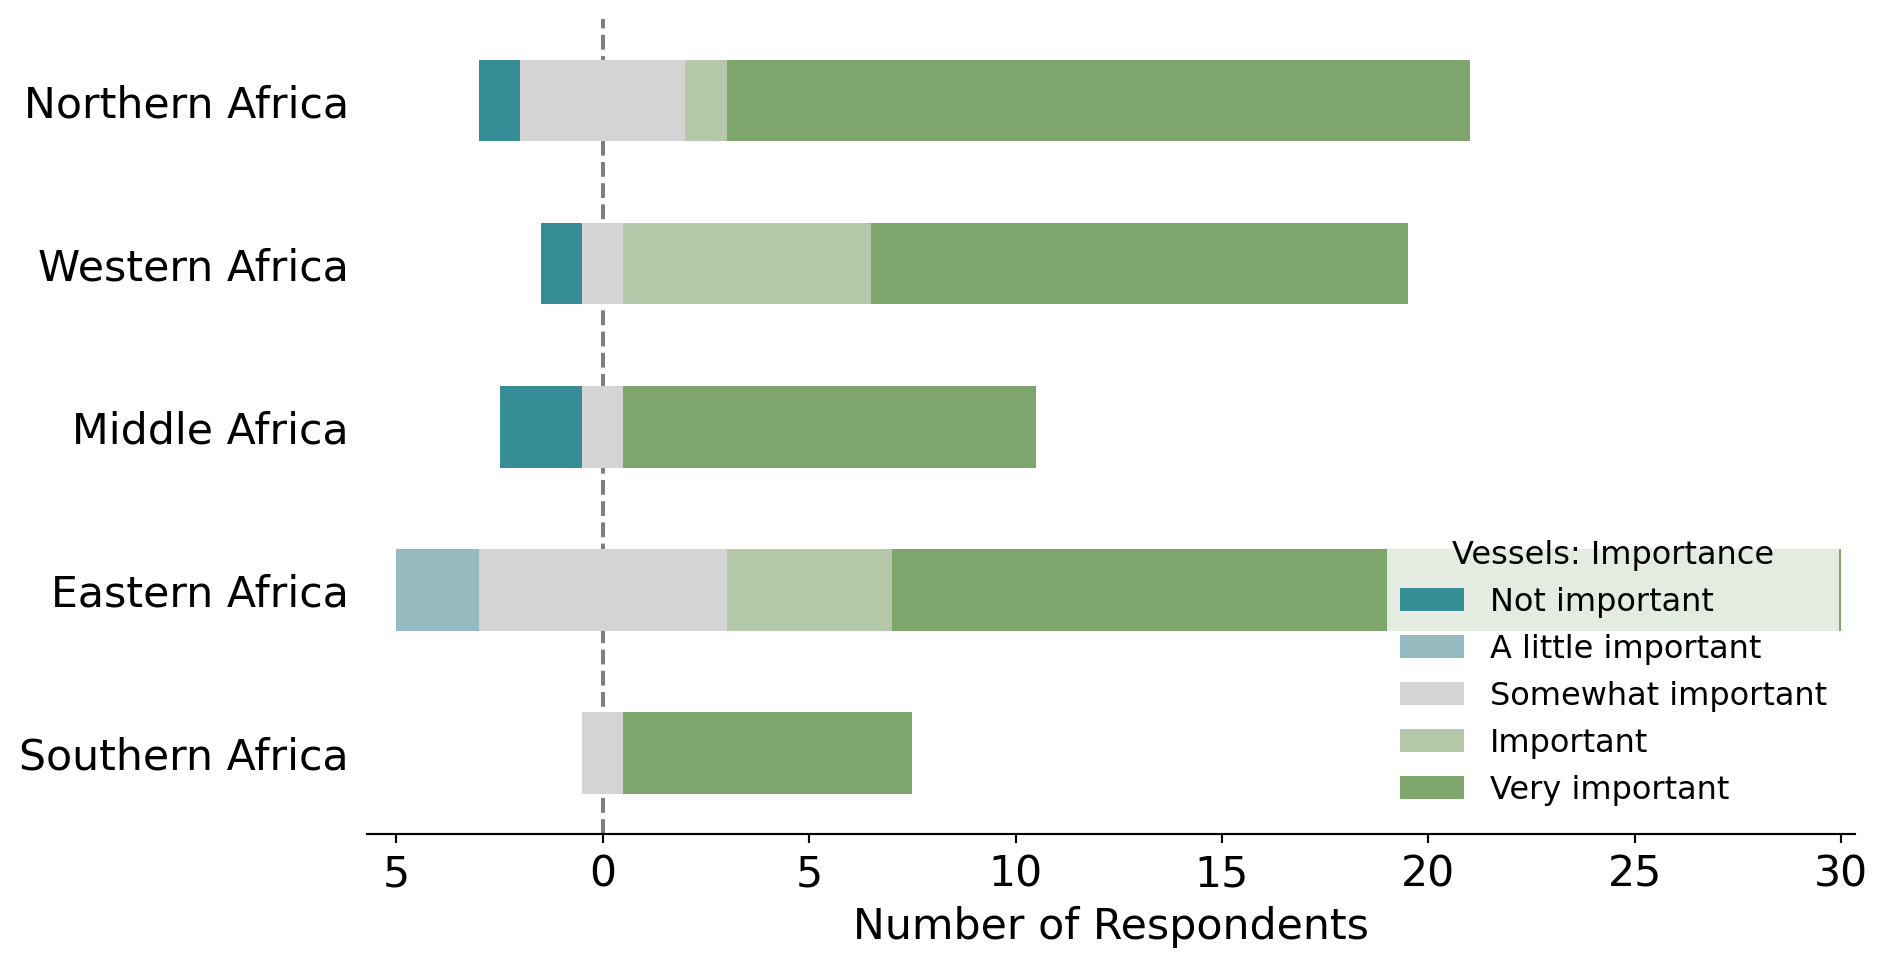 Northern Africa
Western Africa
Middle Africa
Eastern Africa
Southern Africa
Vessels: Importance
Not important
A little important
Somewhat important
Important
Very important
5 0 5 10 15 20 25 30
Number of Respondents